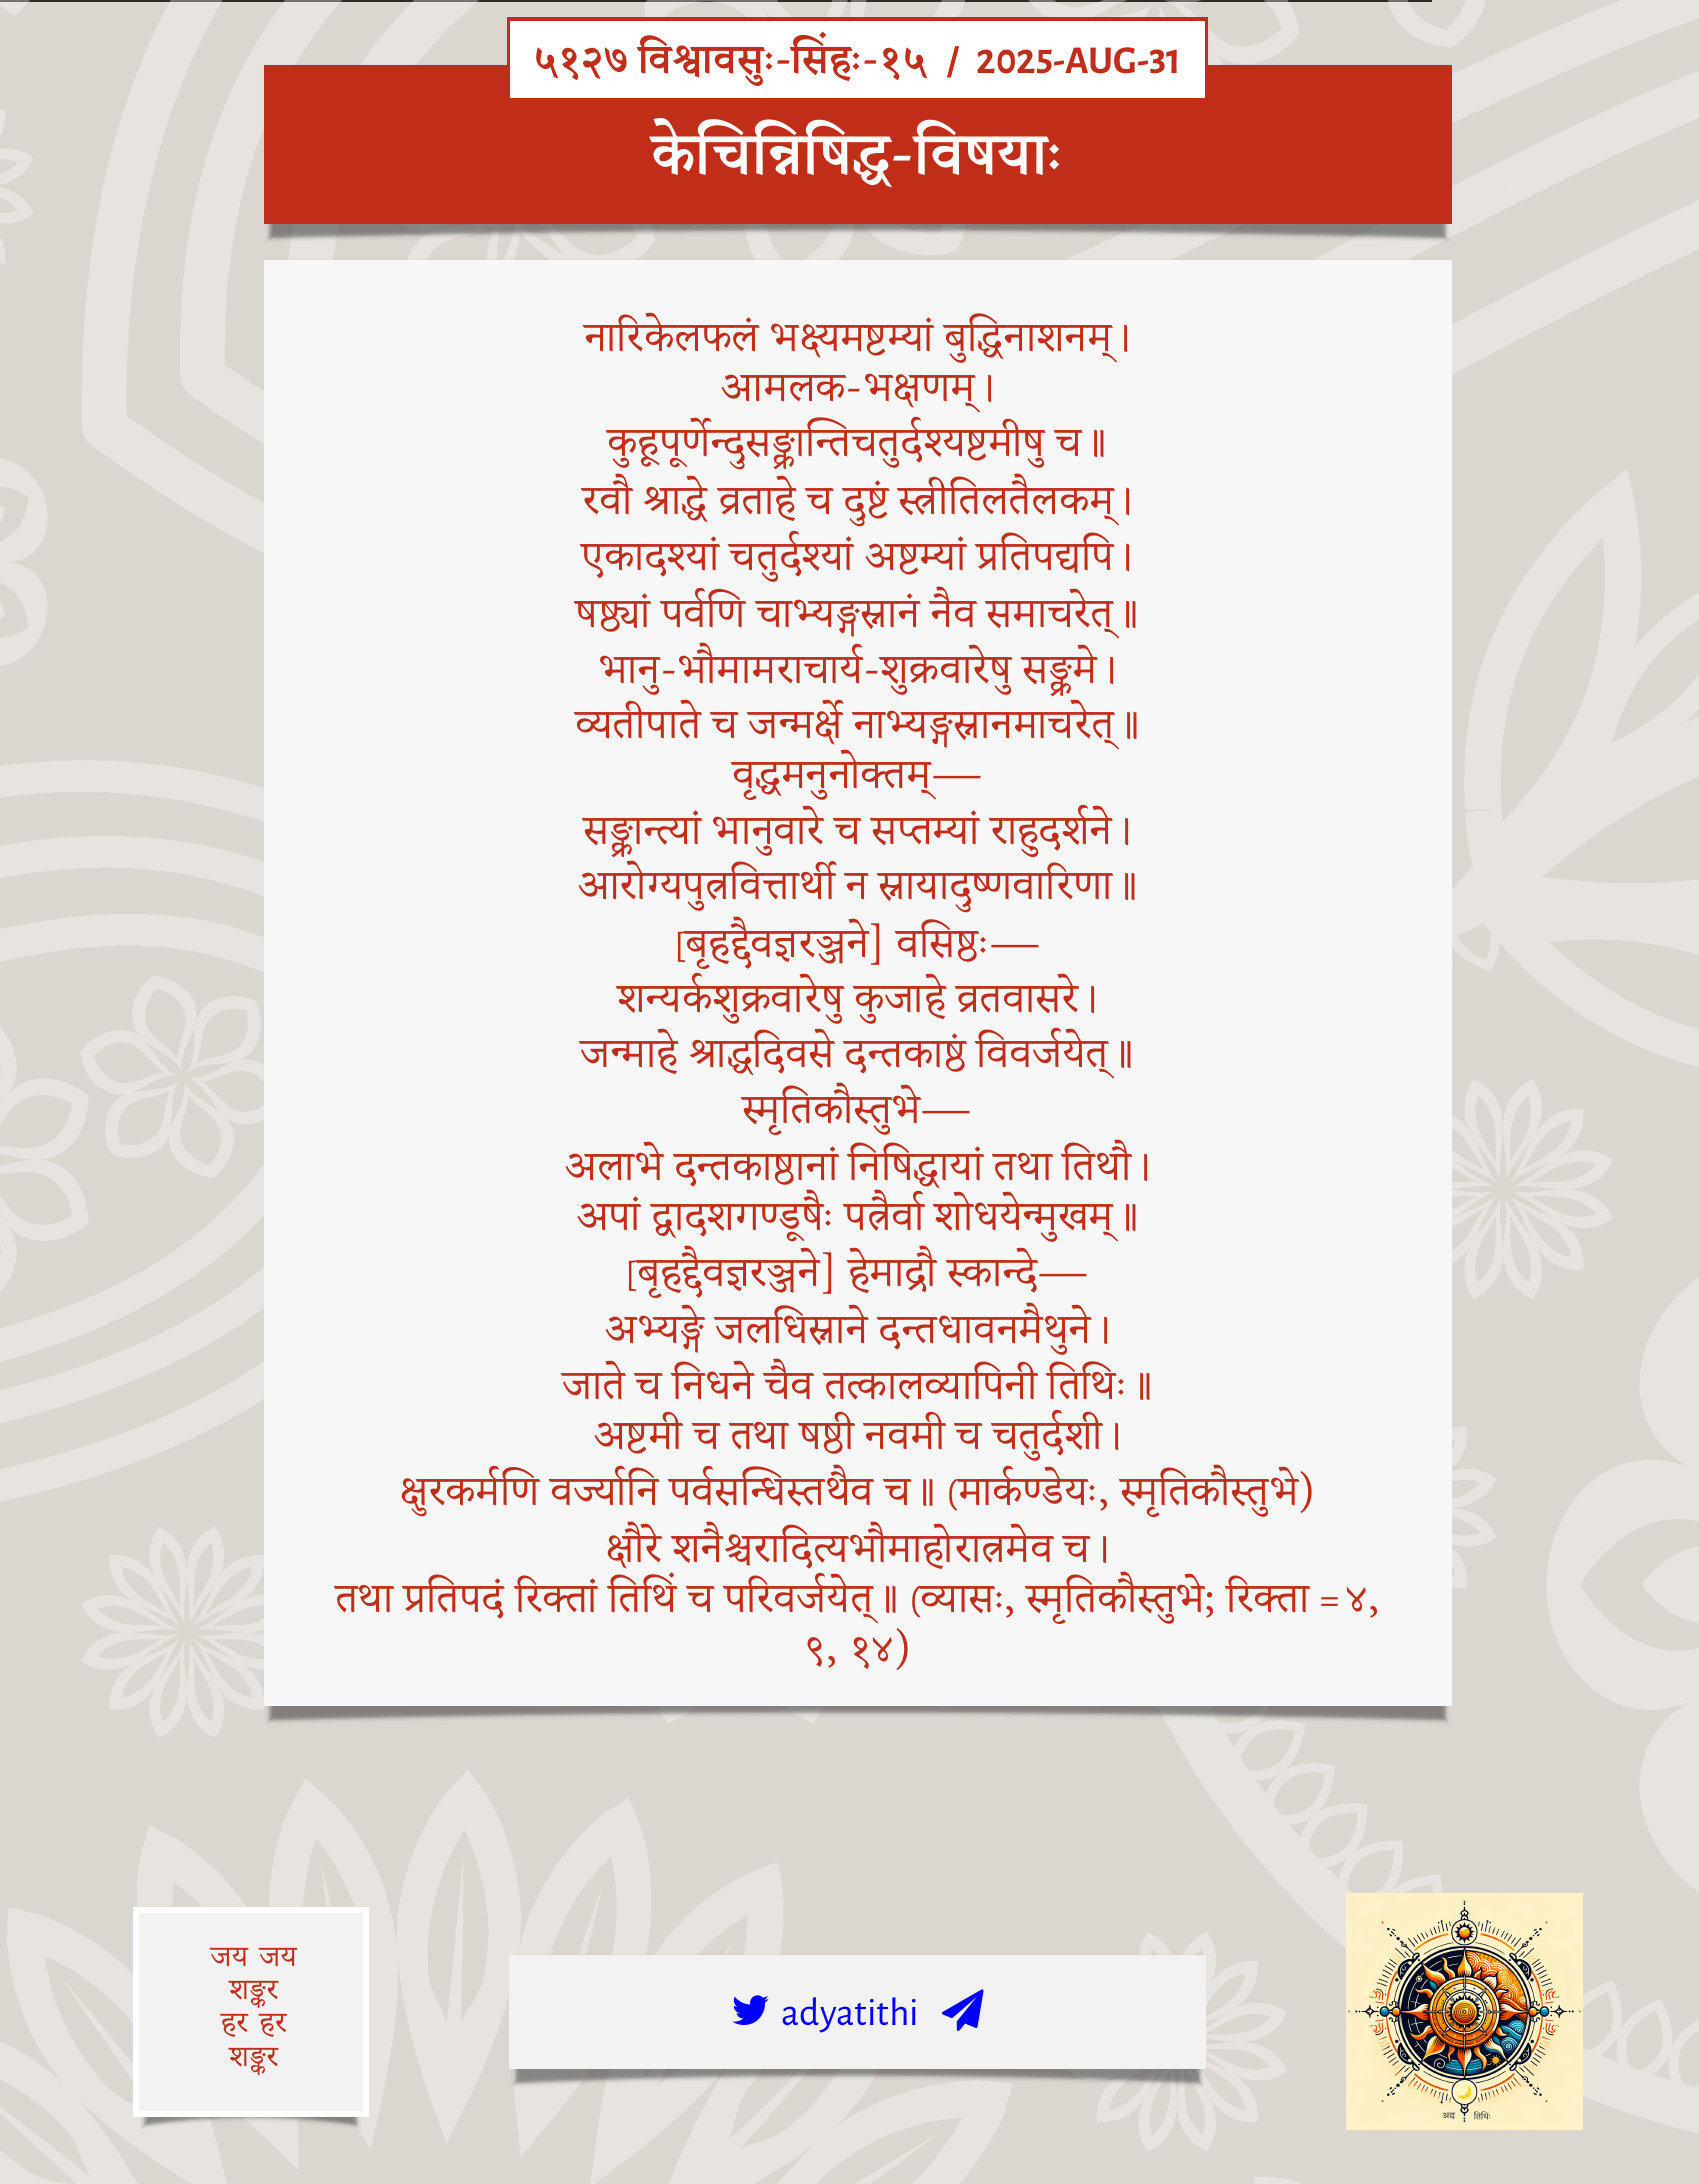 ५१२७ विश्वावसुः-सिंहः-१५ / 2025-AUG-31
केचिन्निषिद्ध-विषयाः
नारिकेलफलं भक्ष्यमष्टम्यां बुद्धिनाशनम्।
आमलक-भक्षणम्।
कुहूपूर्णेन्दुसङ्क्रान्तिचतुर्दश्यष्टमीषु च॥
रवौ श्राद्धे व्रताहे च दुष्टं स्त्रीतिलतैलकम्।
एकादश्यां चतुर्दश्यां अष्टम्यां प्रतिपद्यपि।
षष्ठ्यां पर्वणि चाभ्यङ्गस्नानं नैव समाचरेत्॥
भानु-भौमामराचार्य-शुक्रवारेषु सङ्क्रमे।
व्यतीपाते च जन्मर्क्षे नाभ्यङ्गस्नानमाचरेत्॥
वृद्धमनुनोक्तम्—
सङ्क्रान्त्यां भानुवारे च सप्तम्यां राहुदर्शने।
आरोग्यपुत्रवित्तार्थी न स्नायादुष्णवारिणा॥
[बृहद्दैवज्ञरञ्जने] वसिष्ठः—
शन्यर्कशुक्रवारेषु कुजाहे व्रतवासरे।
जन्माहे श्राद्धदिवसे दन्तकाष्ठं विवर्जयेत्॥
स्मृतिकौस्तुभे—
अलाभे दन्तकाष्ठानां निषिद्धायां तथा तिथौ।
अपां द्वादशगण्डूषैः पत्रैर्वा शोधयेन्मुखम्॥
[बृहद्दैवज्ञरञ्जने] हेमाद्रौ स्कान्दे—
अभ्यङ्गे जलधिस्नाने दन्तधावनमैथुने।
जाते च निधने चैव तत्कालव्यापिनी तिथिः॥
अष्टमी च तथा षष्ठी नवमी च चतुर्दशी।
क्षुरकर्मणि वर्ज्यानि पर्वसन्धिस्तथैव च॥ (मार्कण्डेयः, स्मृतिकौस्तुभे)
क्षौरे शनैश्चरादित्यभौमाहोरात्रमेव च।
तथा प्रतिपदं रिक्तां तिथिं च परिवर्जयेत्॥ (व्यासः, स्मृतिकौस्तुभे; रिक्ता = ४,
९, १४)
जय जय
शङ्कर
हर हर
शङ्कर
adyatithi
अद्य तिथिः